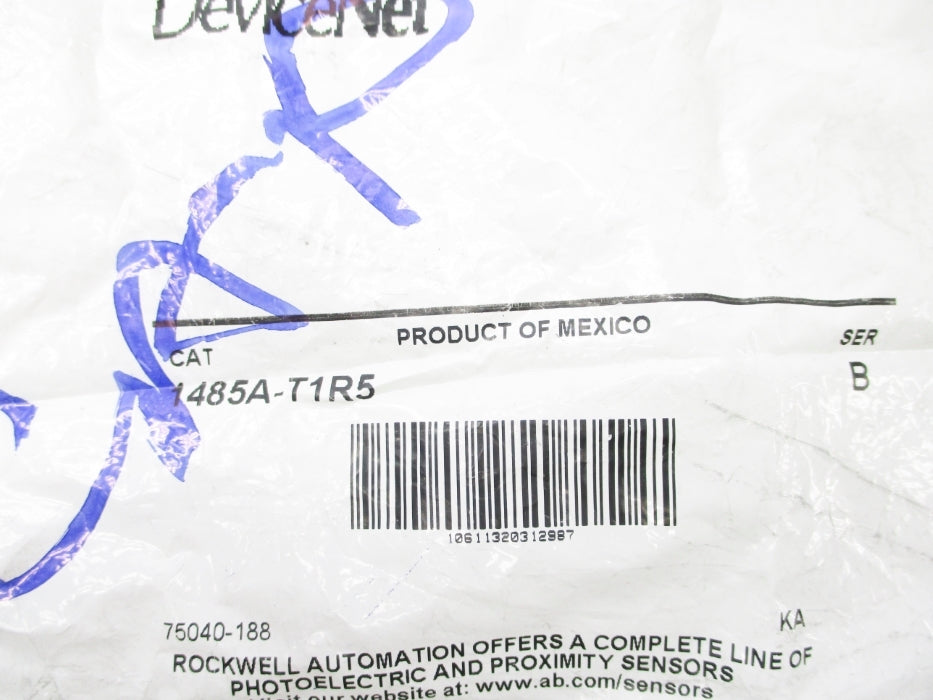 DeviceNet
PRODUCT OF MEXICO
CAT
SER
1485A-T1R5
B
10611320312987
75040-188
KA
ROCKWELL AUTOMATION OFFERS A COMPLETE LINE OF
PHOTOELECTRIC AND PROXIMITY SENSORS
Visit our website at: www.ab.com/sensors